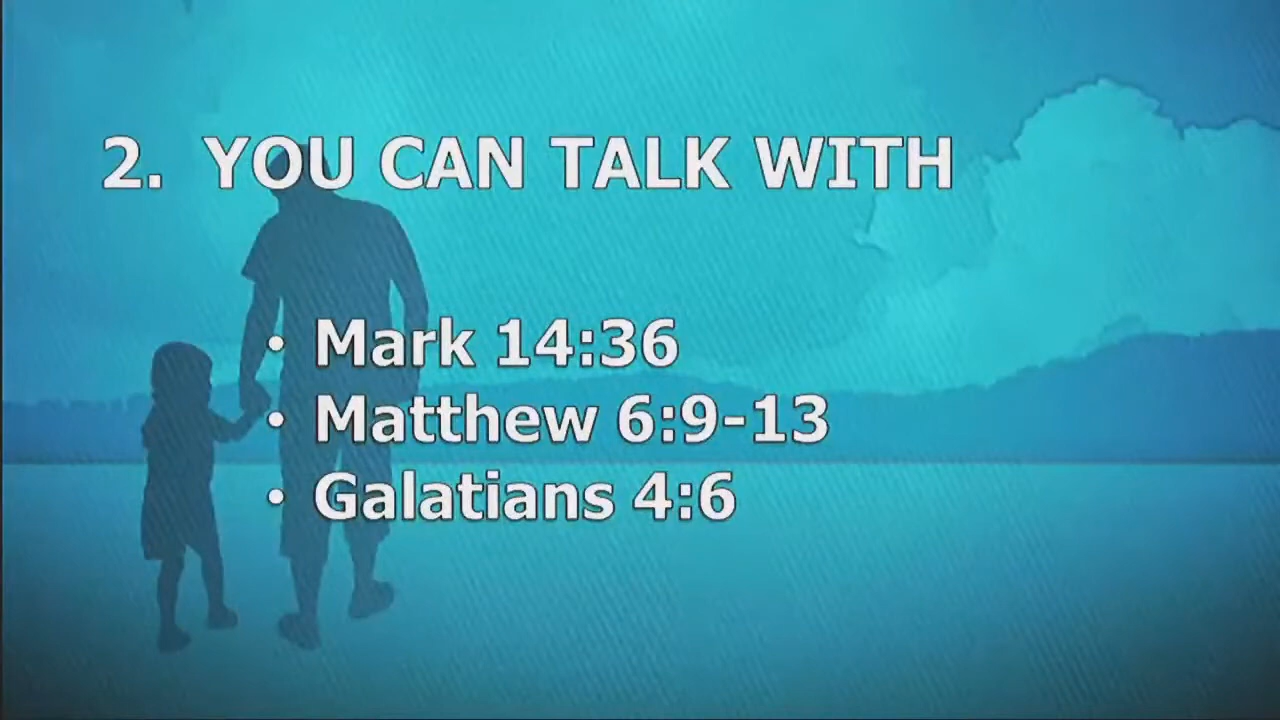 2. YOU CAN TALK WITH
• Mark 14:36
• Matthew 6:9-13
• Galatians 4:6